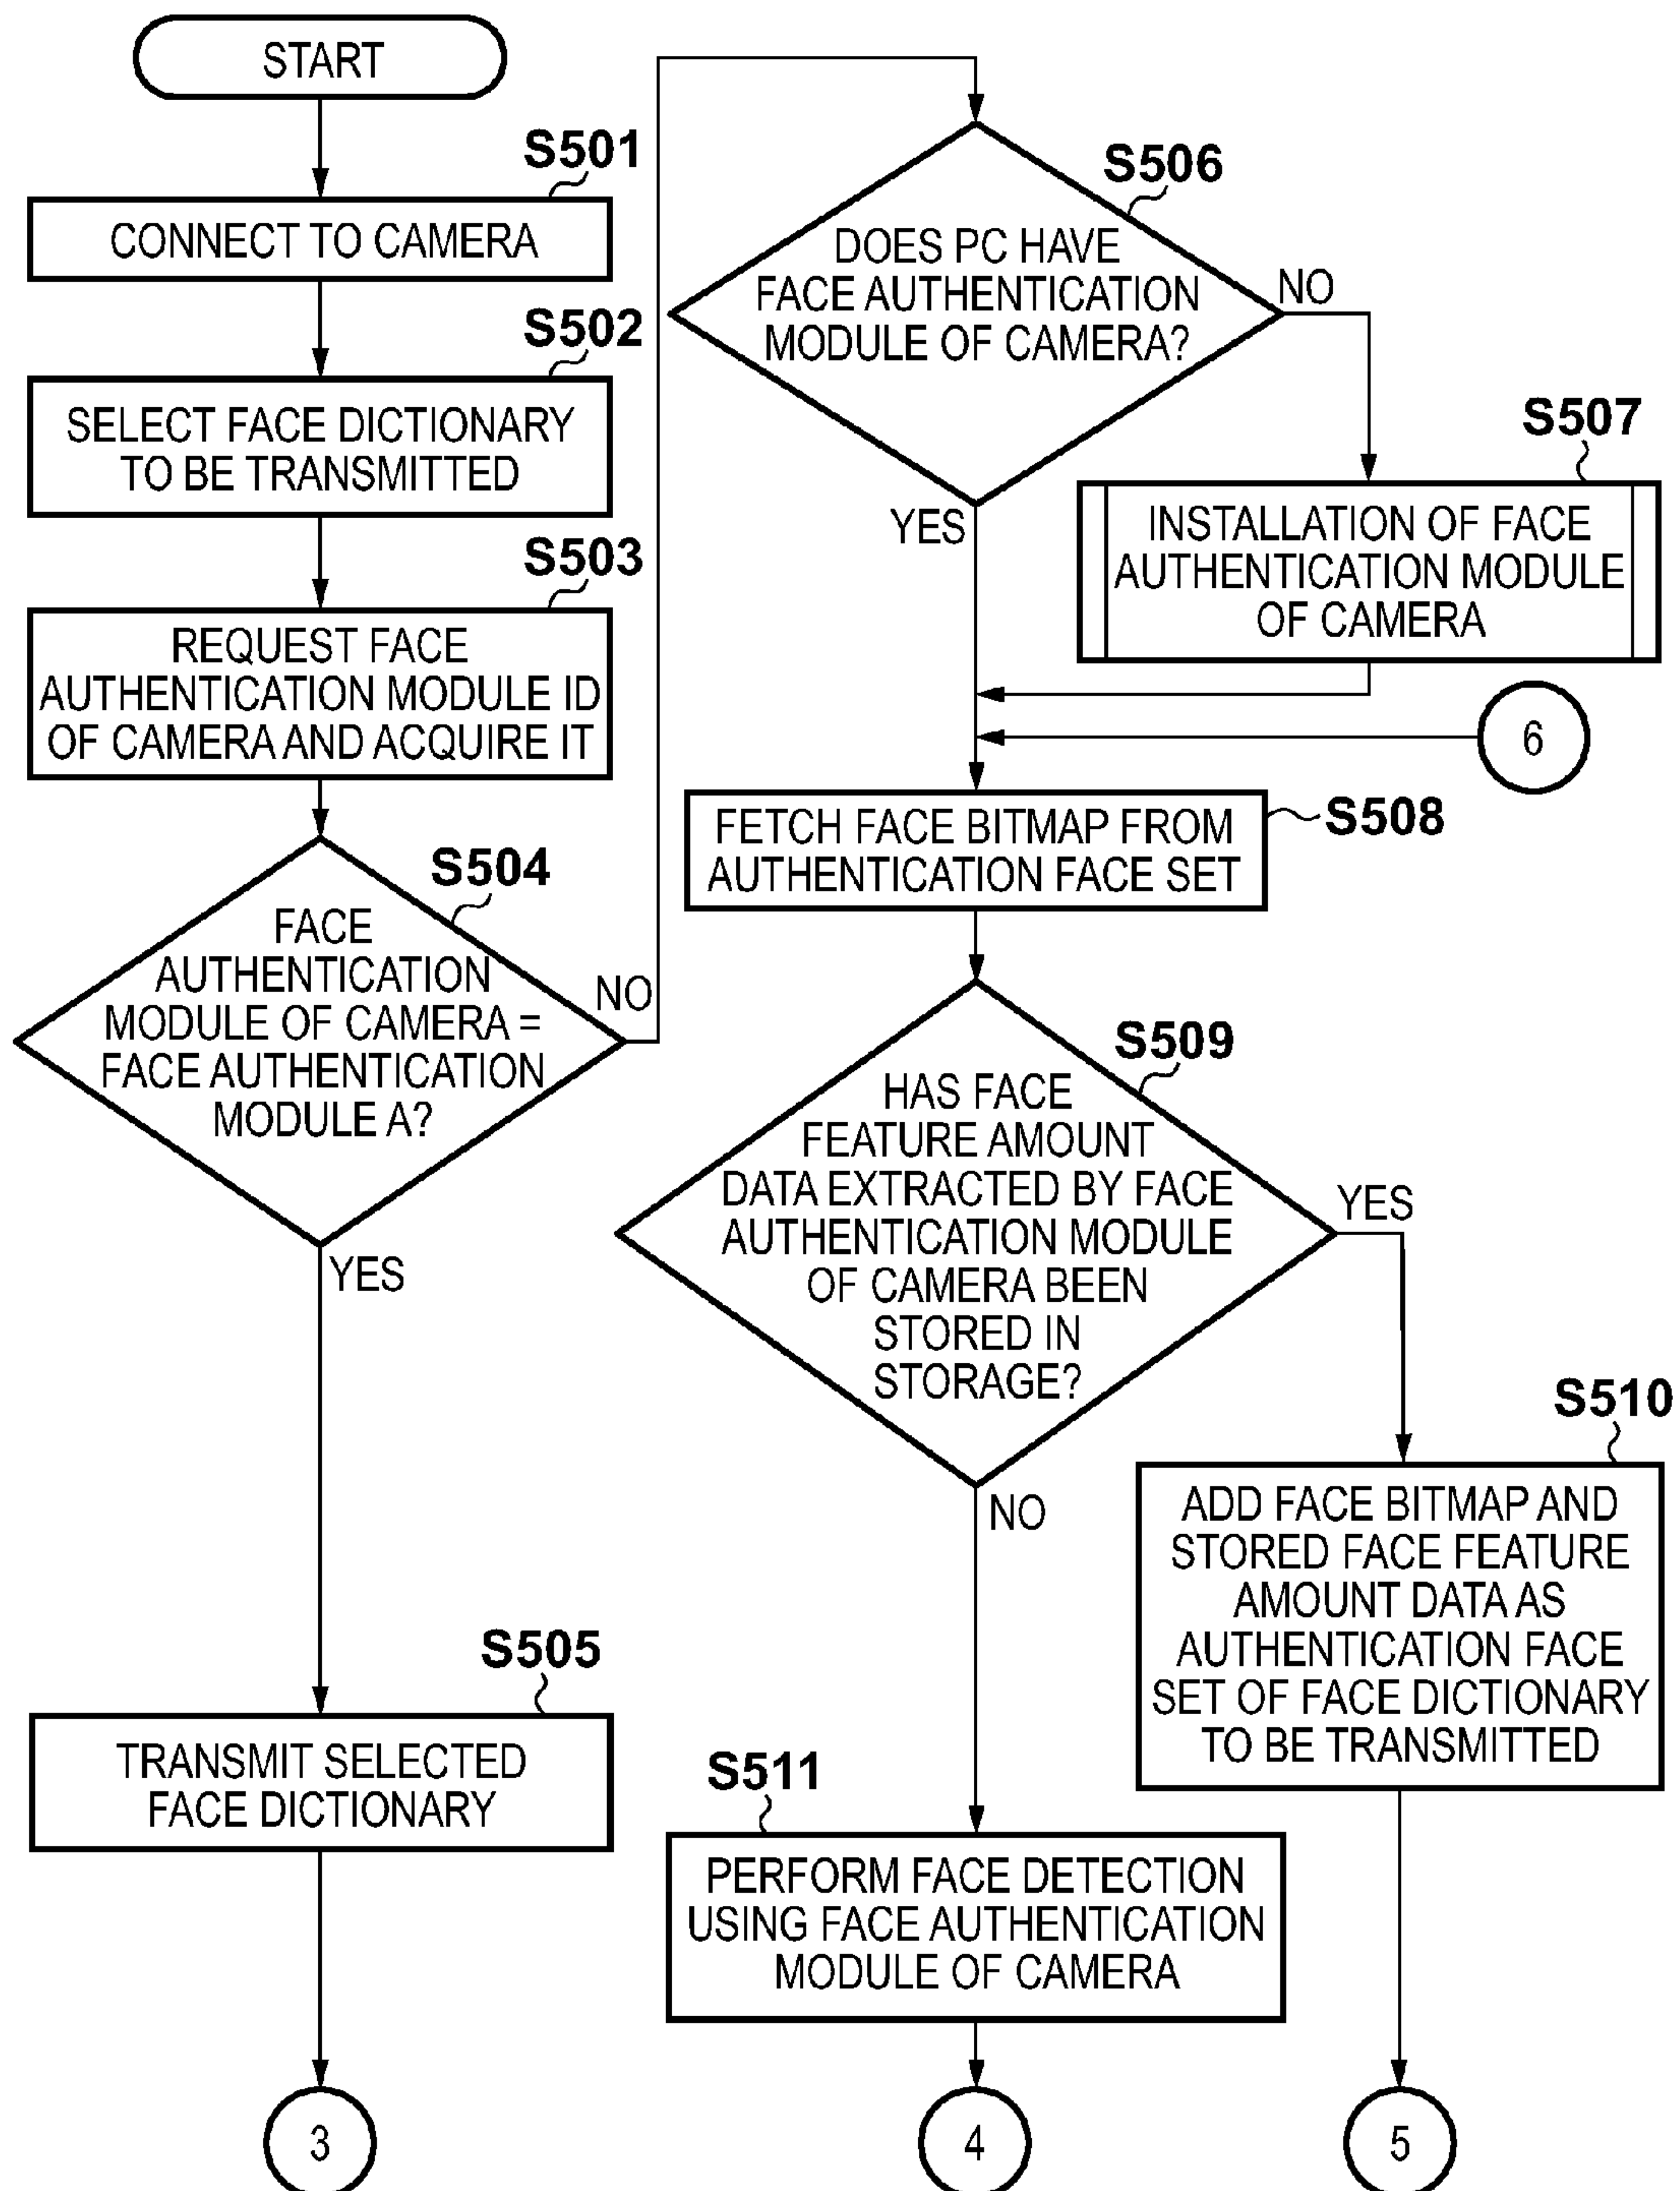 START
S501
CONNECT TO CAMERA
S502
SELECT FACE DICTIONARY
TO BE TRANSMITTED
S503
REQUEST FACE
AUTHENTICATION MODULE ID
OF CAMERA AND ACQUIRE IT
S504
FACE
AUTHENTICATION
MODULE OF CAMERA =
FACE AUTHENTICATION
MODULE A?
NO
YES
S505
TRANSMIT SELECTED
FACE DICTIONARY
3
S506
DOES PC HAVE
FACE AUTHENTICATION
MODULE OF CAMERA?
NO
YES
S507
INSTALLATION OF FACE
AUTHENTICATION MODULE
OF CAMERA
6
S508
FETCH FACE BITMAP FROM
AUTHENTICATION FACE SET
S509
HAS FACE
FEATURE AMOUNT
DATA EXTRACTED BY FACE
AUTHENTICATION MODULE
OF CAMERA BEEN
STORED IN
STORAGE?
YES
NO
S510
ADD FACE BITMAP AND
STORED FACE FEATURE
AMOUNT DATA AS
AUTHENTICATION FACE
SET OF FACE DICTIONARY
TO BE TRANSMITTED
S511
PERFORM FACE DETECTION
USING FACE AUTHENTICATION
MODULE OF CAMERA
4
5